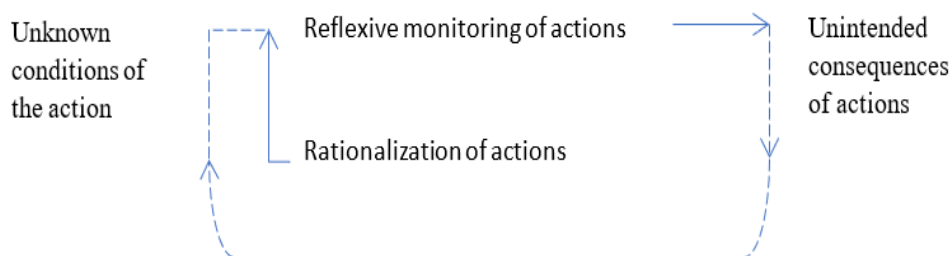 Unknown
conditions of
the action
Reflexive monitoring of actions
Rationalization of actions
Unintended
consequences
of actions